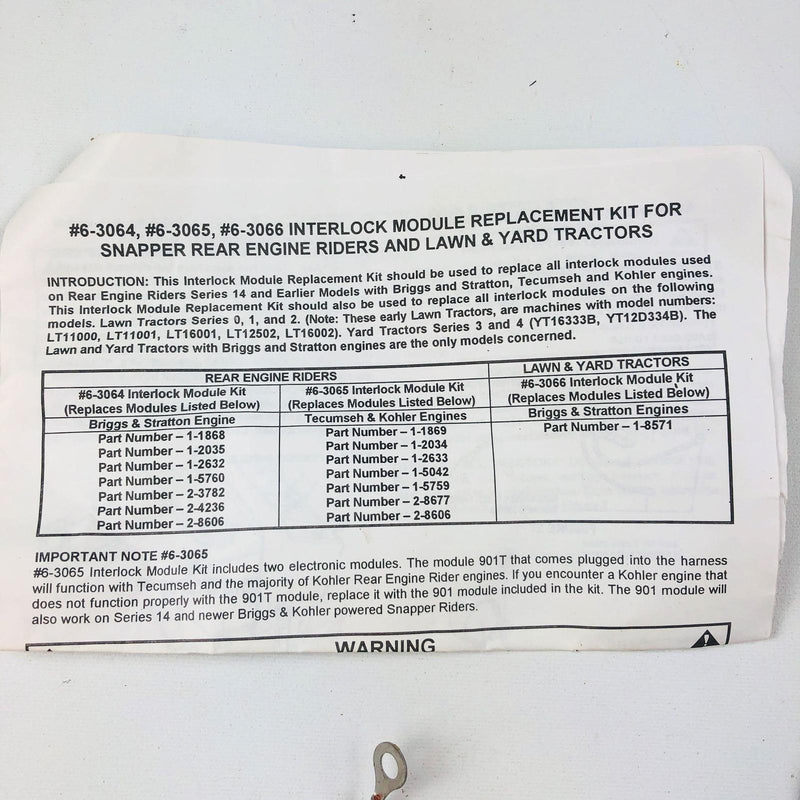 #6-3064, #6-3065, #6-3066 INTERLOCK MODULE REPLACEMENT KIT FOR
SNAPPER REAR ENGINE RIDERS AND LAWN & YARD TRACTORS
INTRODUCTION: This Interlock Module Replacement Kit should be used to replace all interlock modules used
on Rear Engine Riders Series 14 and Earlier Models with Briggs and Stratton, Tecumseh and Kohler engines.
This Interlock Module Replacement Kit should also be used to replace all interlock modules on the following
models. Lawn Tractors Series 0, 1, and 2. (Note: These early Lawn Tractors, are machines with model numbers:
LT11000, LT11001, LT16001, LT12502, LT16002). Yard Tractors Series 3 and 4 (YT16333B, YT12D334B). The
Lawn and Yard Tractors with Briggs and Stratton engines are the only models concerned.
REAR ENGINE RIDERS
#6-3064 Interlock Module Kit
(Replaces Modules Listed Below)
Briggs & Stratton Engine
Part Number – 1-1868
Part Number – 1-2035
Part Number – 1-2632
Part Number – 1-5760
Part Number – 2-3782
Part Number – 2-4236
Part Number – 2-8606
#6-3065 Interlock Module Kit
(Replaces Modules Listed Below)
Tecumseh & Kohler Engines
Part Number – 1-1869
Part Number – 1-2034
Part Number – 1-2633
Part Number – 1-5042
Part Number – 1-5759
Part Number – 2-8677
Part Number – 2-8606
LAWN & YARD TRACTORS
#6-3066 Interlock Module Kit
(Replaces Modules Listed Below)
Briggs & Stratton Engines
Part Number – 1-8571
IMPORTANT NOTE #6-3065
#6-3065 Interlock Module Kit includes two electronic modules. The module 901T that comes plugged into the harness
will function with Tecumseh and the majority of Kohler Rear Engine Rider engines. If you encounter a Kohler engine that
does not function properly with the 901T module, replace it with the 901 module included in the kit. The 901 module will
also work on Series 14 and newer Briggs & Kohler powered Snapper Riders.
WARNING